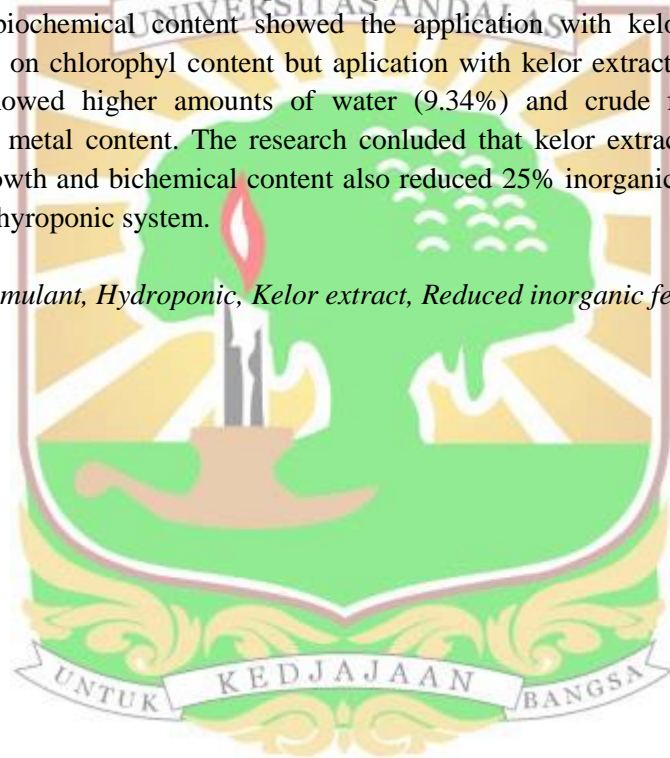 UNIVERSITAS ANDALAS
biochemical content showed the application with kelo
on chlorophyl content but aplication with kelor extract
howed higher amounts of water (9.34%) and crude
metal content. The research conluded that kelor extrac
owth and bichemical content also reduced 25% inorganic
hyroponic system.
mulant, Hydroponic, Kelor extract, Reduced inorganic fe
UNTUK KEDJAJAAN BANGSA